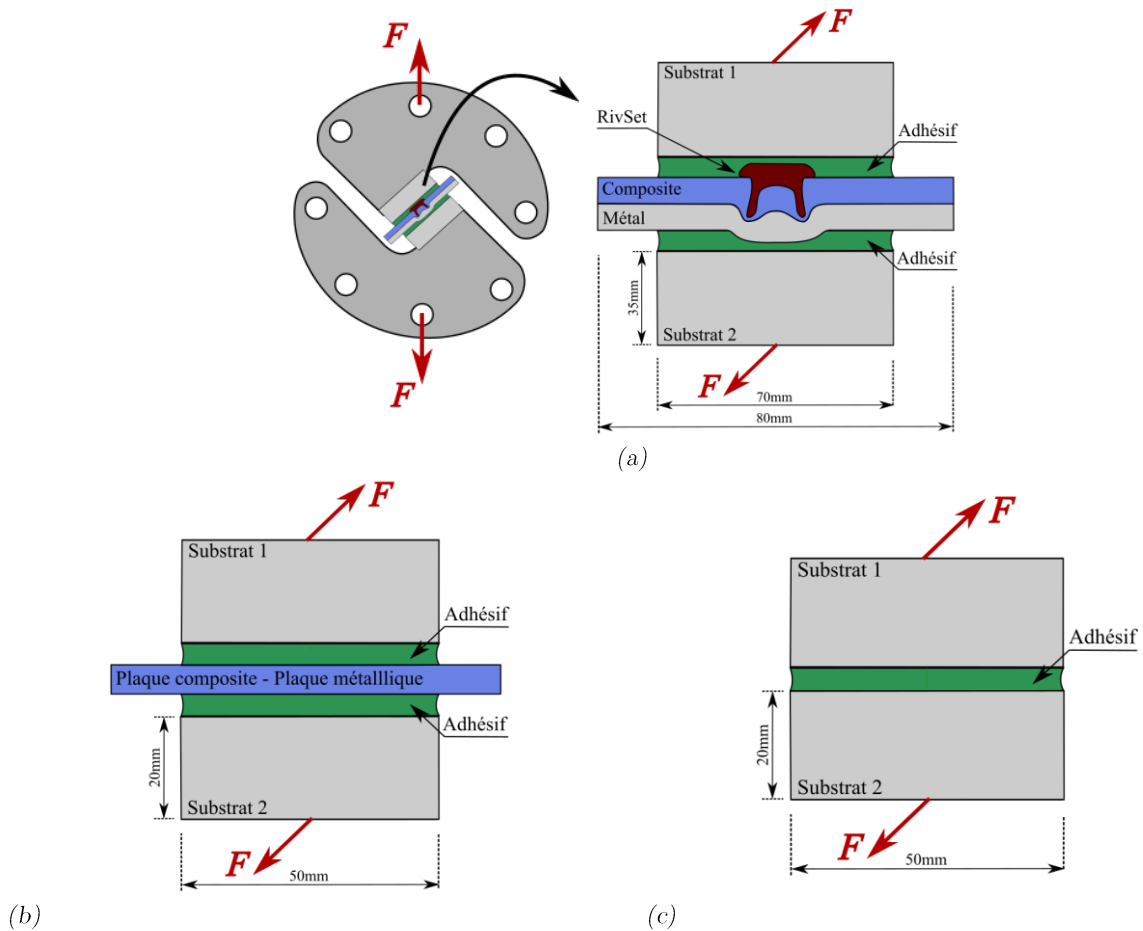 F
F
F
Substrat 1
RivSet
Adhésif
Composite
Métal
Adhésif
35mm
Substrat 2
F
70mm
80mm
(a)
F
Substrat 1
Adhésif
Plaque composite - Plaque métalllique
Adhésif
20mm
Substrat 2
F
50mm
(b)
F
Substrat 1
Adhésif
20mm
Substrat 2
F
50mm
(c)